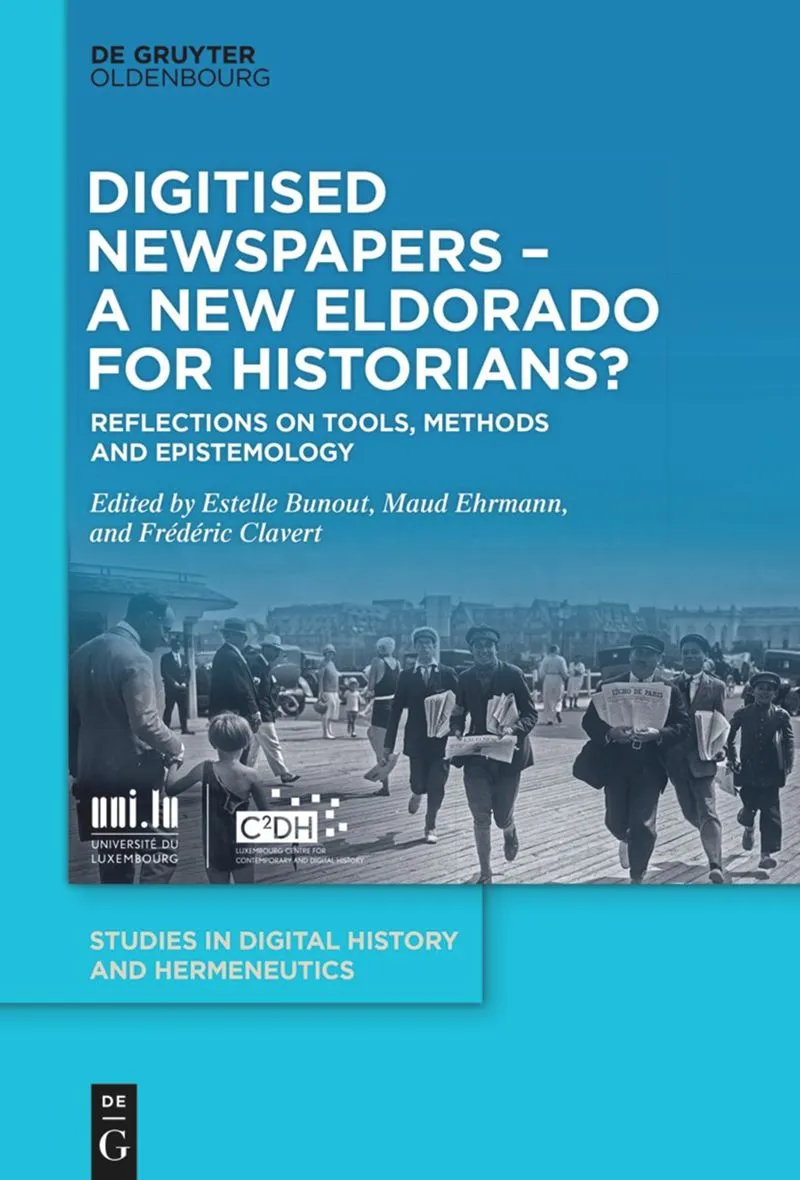 DE GRUYTER
OLDENBOURG
DIGITISED
NEWSPAPERS –
A NEW ELDORADO
FOR HISTORIANS?
REFLECTIONS ON TOOLS, METHODS
AND EPISTEMOLOGY
Edited by Estelle Bunout, Maud Ehrmann,
and Frédéric Clavert
L'ÉCHO DE PARIS
uni.lu
UNIVERSITÉ DU
LUXEMBOURG
C²DH
LUXEMBOURG CENTRE FOR
CONTEMPORARY AND DIGITAL HISTORY
STUDIES IN DIGITAL HISTORY
AND HERMENEUTICS
DE
G